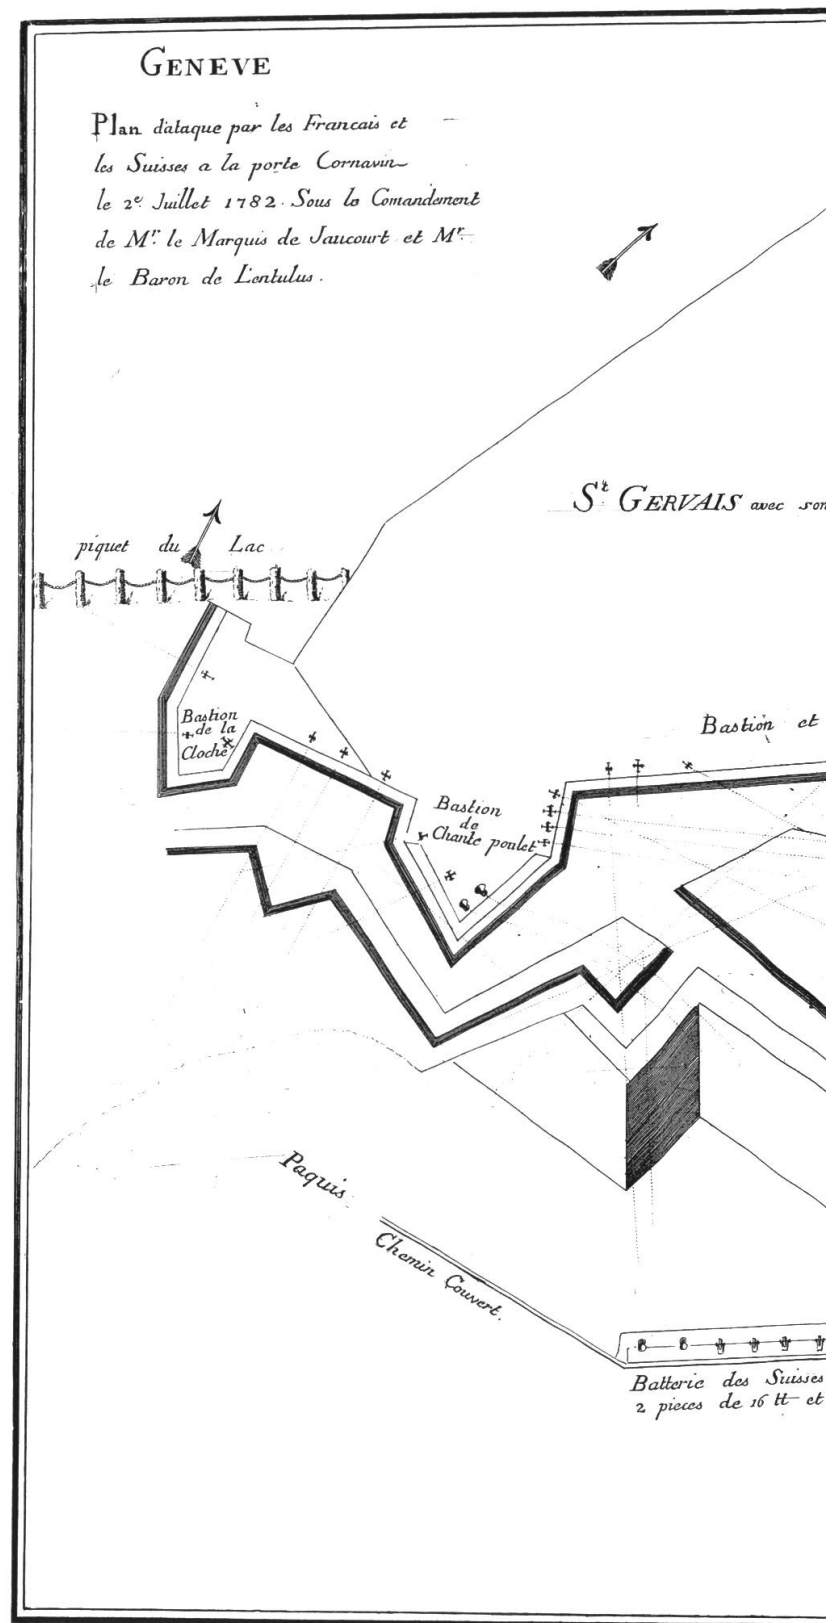 GENEVE
Plan d'ataque par les Francais et
les Suisses a la porte Cornavin
le 2e Juillet 1782. Sous le Comandement
de Mr. le Marquis de Jaucourt et Mr.
le Baron de Lentulus.
St GERVAIS avec son
piquet du Lac
Bastion
de la
Cloche
Bastion et
Bastion
de
Chante poulet
Paquis
Chemin Couvert.
Batterie des Suisses
2 pieces de 16 tt et